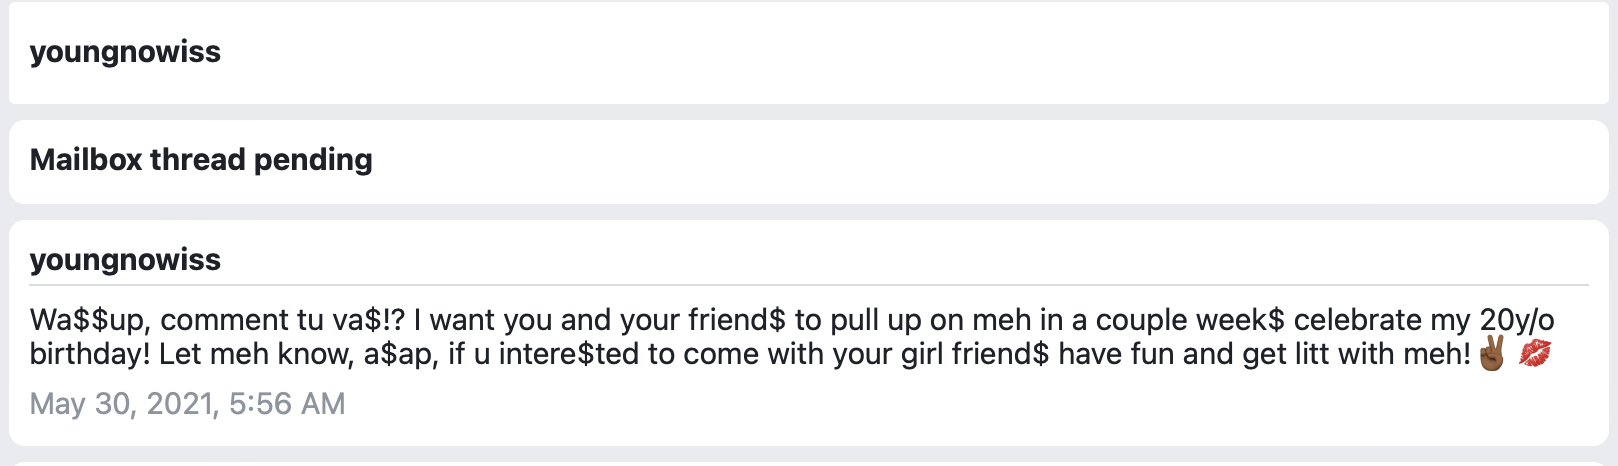 youngnowiss
Mailbox thread pending
youngnowiss
Wa$$up, comment tu va$!? I want you and your friend$ to pull up on meh in a couple week$ celebrate my 20y/o
birthday! Let meh know, a$ap, if u intere$ted to come with your girl friend$ have fun and get litt with meh!✌🏾 💋
May 30, 2021, 5:56 AM